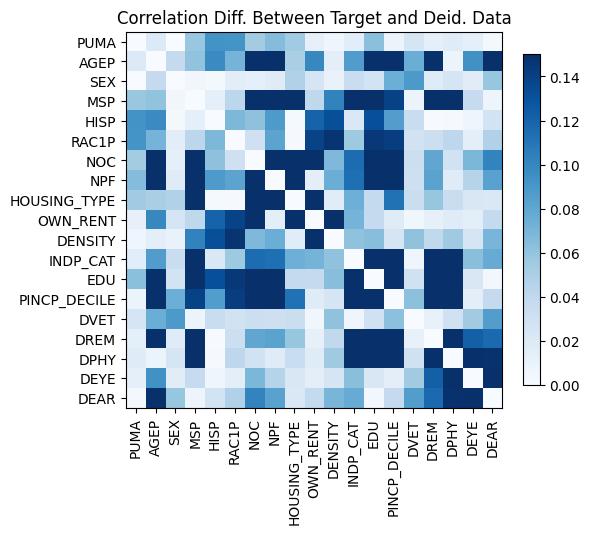 Correlation Diff. Between Target and Deid. Data
PUMA
AGEP
SEX
MSP
HISP
RAC1P
NOC
NPF
HOUSING_TYPE
OWN_RENT
DENSITY
INDP_CAT
EDU
PINCP_DECILE
DVET
DREM
DPHY
DEYE
DEAR
0.14
0.12
0.10
0.08
0.06
0.04
0.02
0.00
PUMA
AGEP
SEX
MSP
HISP
RAC1P
NOC
NPF
HOUSING_TYPE
OWN_RENT
DENSITY
INDP_CAT
EDU
PINCP_DECILE
DVET
DREM
DPHY
DEYE
DEAR